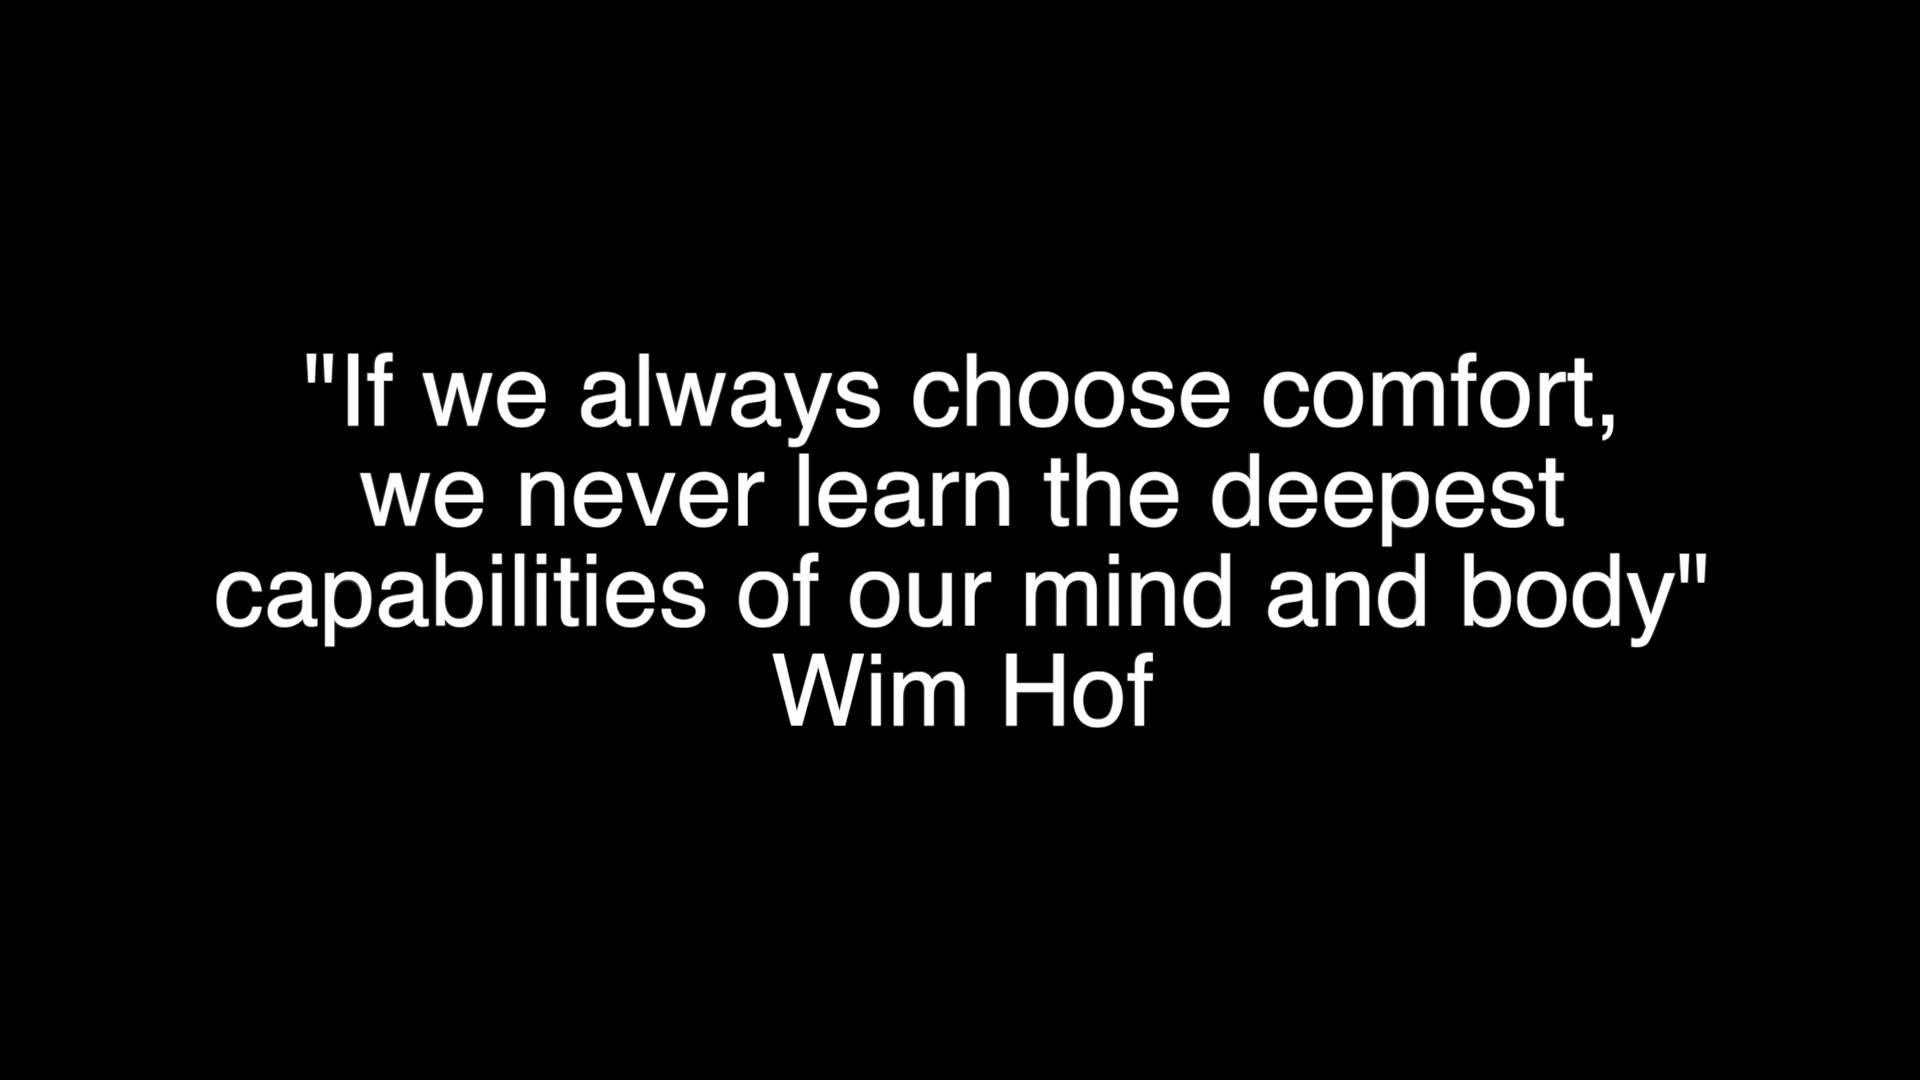 "If we always choose comfort,
we never learn the deepest
capabilities of our mind and body"
Wim Hof